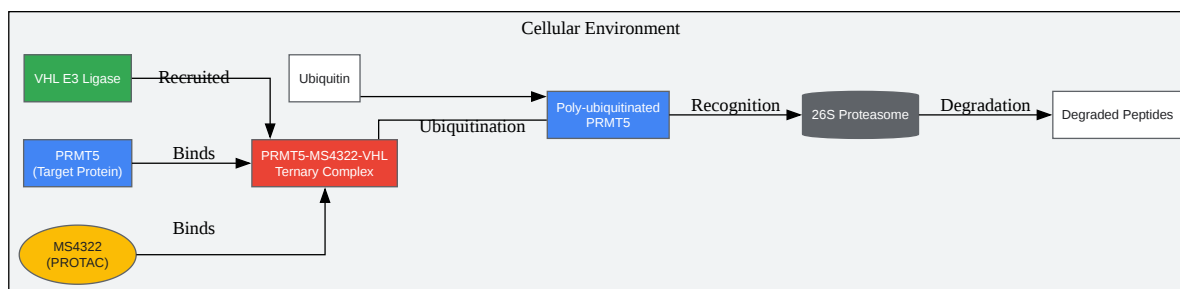 Cellular Environment
VHL E3 Ligase
Recruited
Ubiquitin
Poly-ubiquitinated
PRMT5
Recognition
26S Proteasome
Degradation
Degraded Peptides
Ubiquitination
PRMT5
(Target Protein)
Binds
PRMT5-MS4322-VHL
Ternary Complex
Binds
MS4322
(PROTAC)